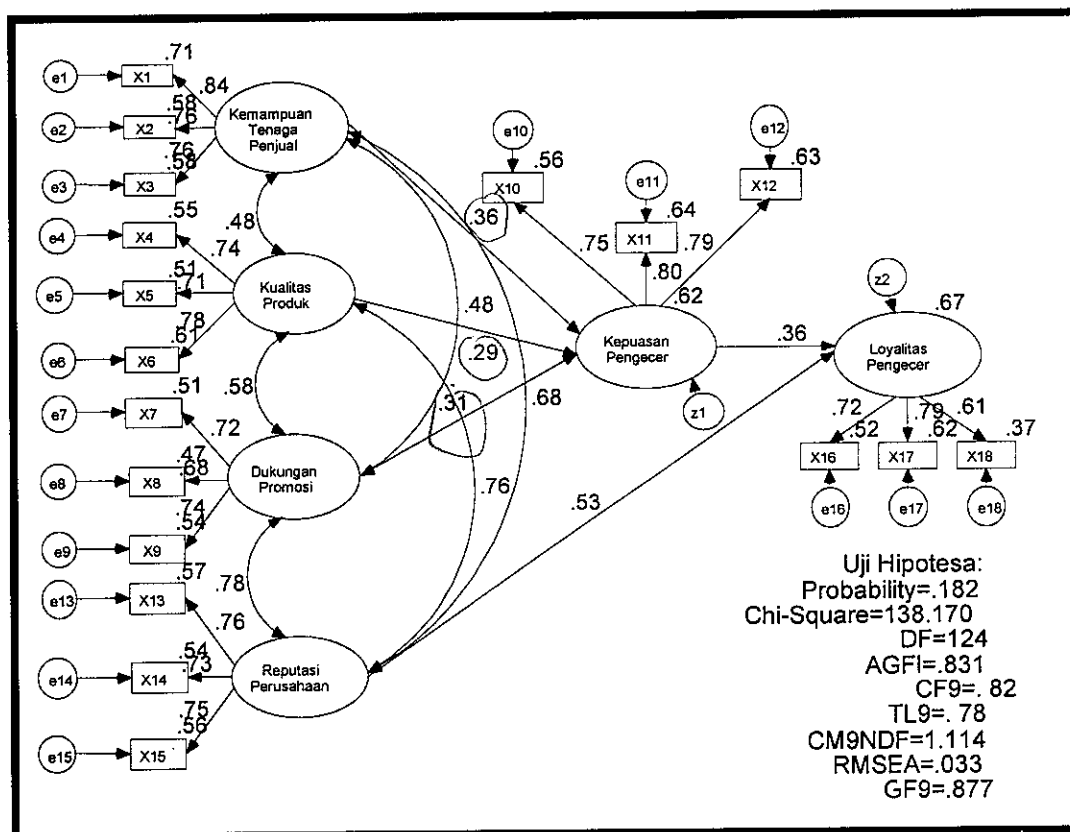 .71
e1 X1
.84
Kemampuan
Tenaga
Penjual
.58
.76
e2 X2
.76
.58
e3 X3
.48
.55
e4 X4
.74
Kualitas
Produk
.51
.71
e5 X5
.78
.61
e6 X6
.58
.51
e7 X7
.72
Dukungan
Promosi
.47
.68
e8 X8
.74
.54
e9 X9
.78
.57
e13 X13
.76
Reputasi
Perusahaan
.54
.73
e14 X14
.75
.56
e15 X15
e10
.56
X10
e11
.64
X11
e12
.63
X12
.36
.75
.80
.79
.48
.29
.31
.68
.76
.62
Kepuasan
Pengecer
z1
.36
.53
z2
.67
Loyalitas
Pengecer
.72
.79
.61
.52
.62
.37
X16 X17 X18
e16 e17 e18
Uji Hipotesa:
Probability=.182
Chi-Square=138.170
DF=124
AGFI=.831
CF9=. 82
TL9=. 78
CM9NDF=1.114
RMSEA=.033
GF9=.877